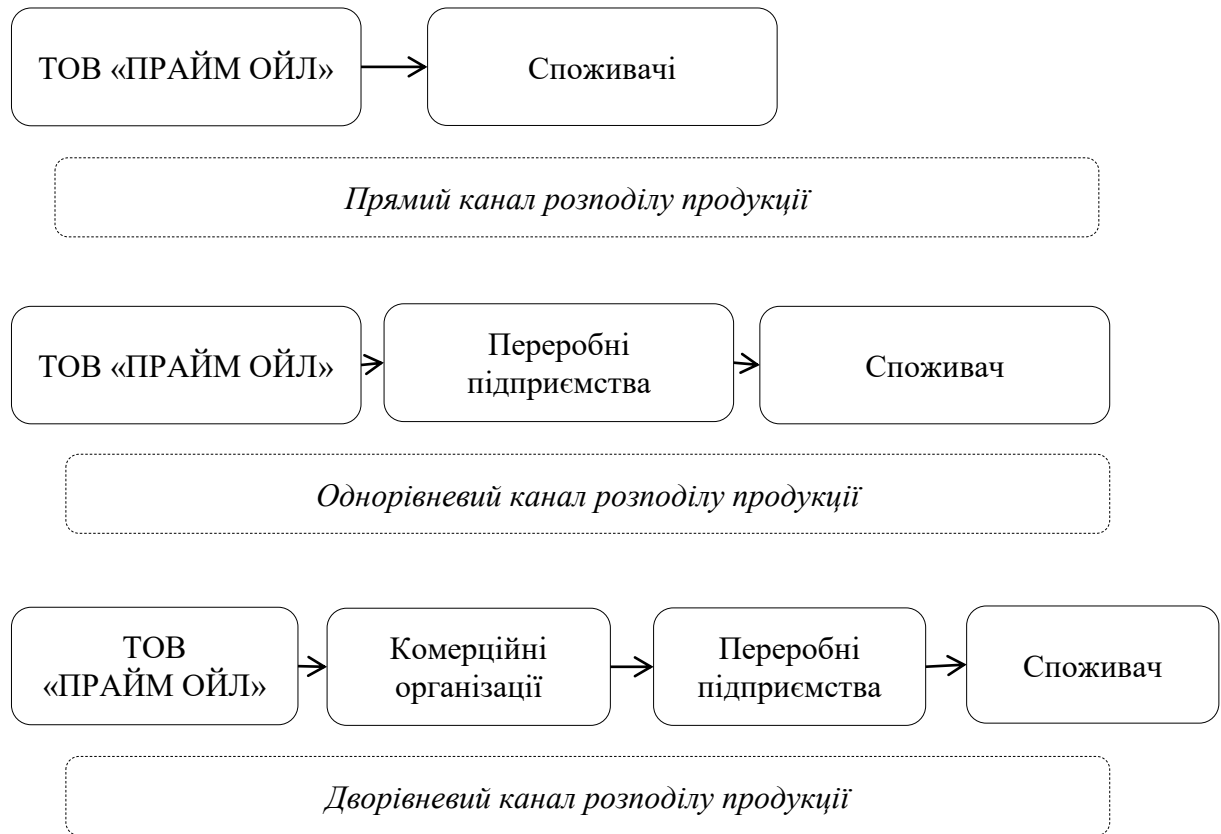 ТОВ «ПРАЙМ ОЙЛ»
Споживачі
Прямий канал розподілу продукції
ТОВ «ПРАЙМ ОЙЛ»
Переробні
підприємства
Споживач
Однорівневий канал розподілу продукції
ТОВ
«ПРАЙМ ОЙЛ»
Комерційні
організації
Переробні
підприємства
Споживач
Дворівневий канал розподілу продукції